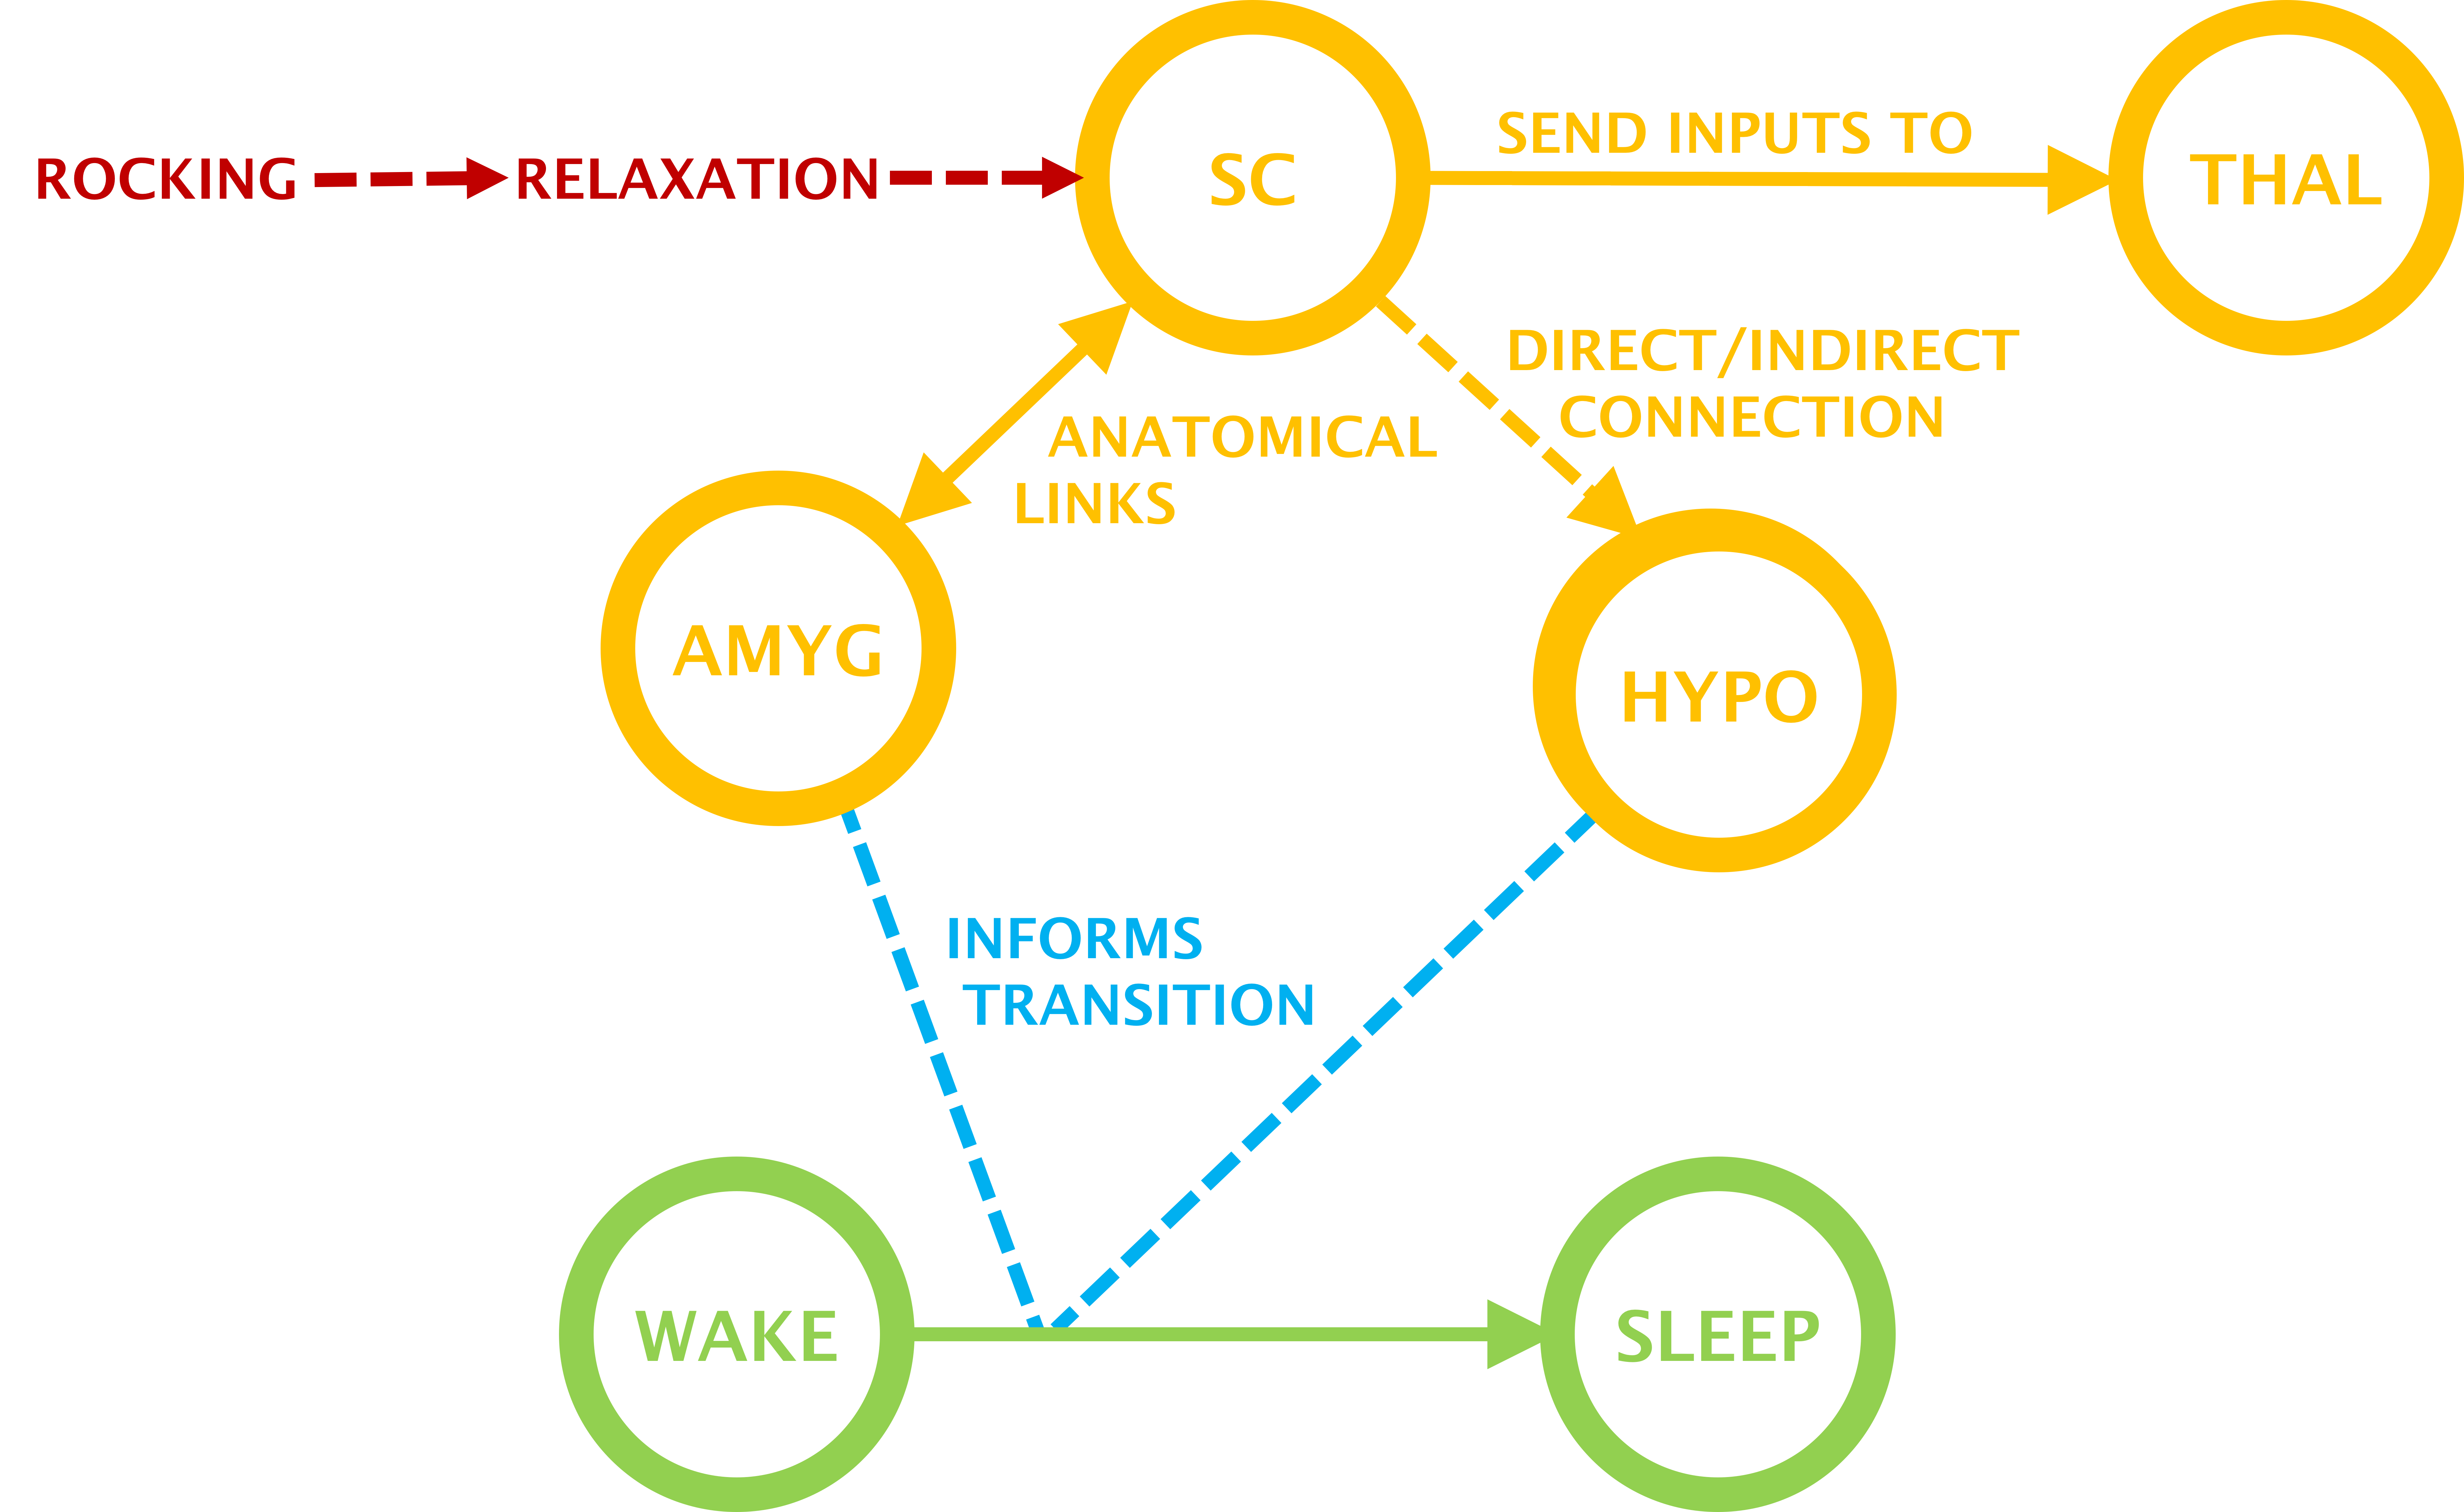 SEND INPUTS TO
ROCKING
RELAXATION
SC
THAL
DIRECT/INDIRECT
CONNECTION
ANATOMICAL
LINKS
AMYG
HYPO
INFORMS
TRANSITION
WAKE
SLEEP